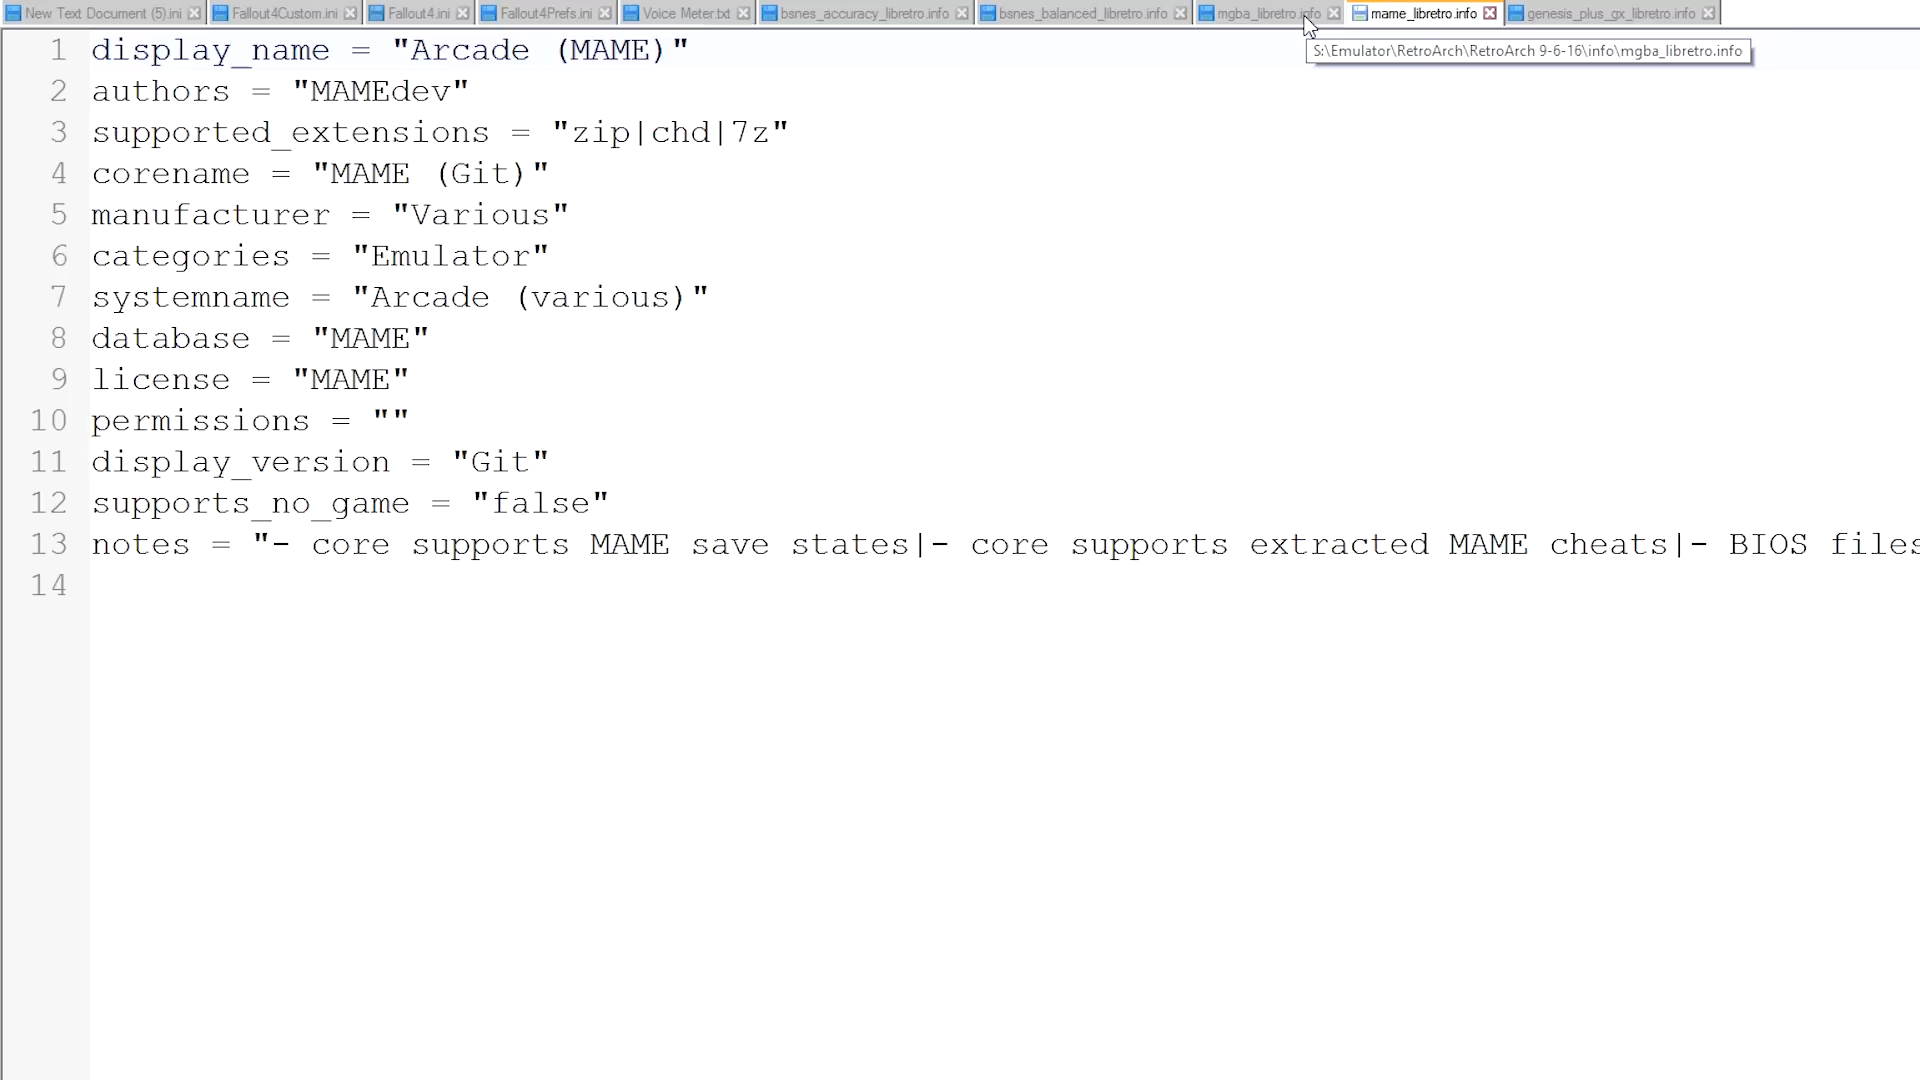 New Text Document (5).ini Fallout4Custom.ini Fallout4.ini Fallout4Prefs.ini Voice Meter.txt bsnes_accuracy_libretro.info bsnes_balanced_libretro.info mgba_libretro.info mame_libretro.info genesis_plus_gx_libretro.info
S:\Emulator\RetroArch\RetroArch 9-6-16\info\mgba_libretro.info
1 display_name = "Arcade (MAME)"
2 authors = "MAMEdev"
3 supported_extensions = "zip|chd|7z"
4 corename = "MAME (Git)"
5 manufacturer = "Various"
6 categories = "Emulator"
7 systemname = "Arcade (various)"
8 database = "MAME"
9 license = "MAME"
10 permissions = ""
11 display_version = "Git"
12 supports_no_game = "false"
13 notes = "- core supports MAME save states|- core supports extracted MAME cheats|- BIOS files
14